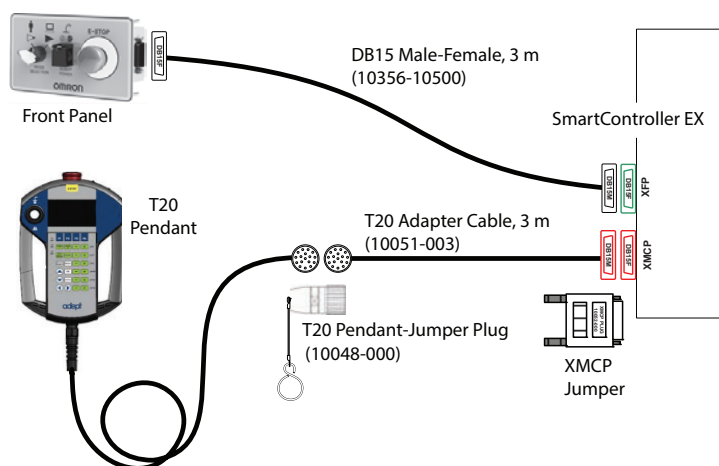 E-STOP
OMRON
DB15F
Front Panel
DB15 Male-Female, 3 m
(10356-10500)
SmartController EX
DB15M
DB15F
XFP
T20
Pendant
adept
T20 Adapter Cable, 3 m
(10051-003)
DB15M
DB15F
XMCP
T20 Pendant-Jumper Plug
(10048-000)
XMCP
Jumper